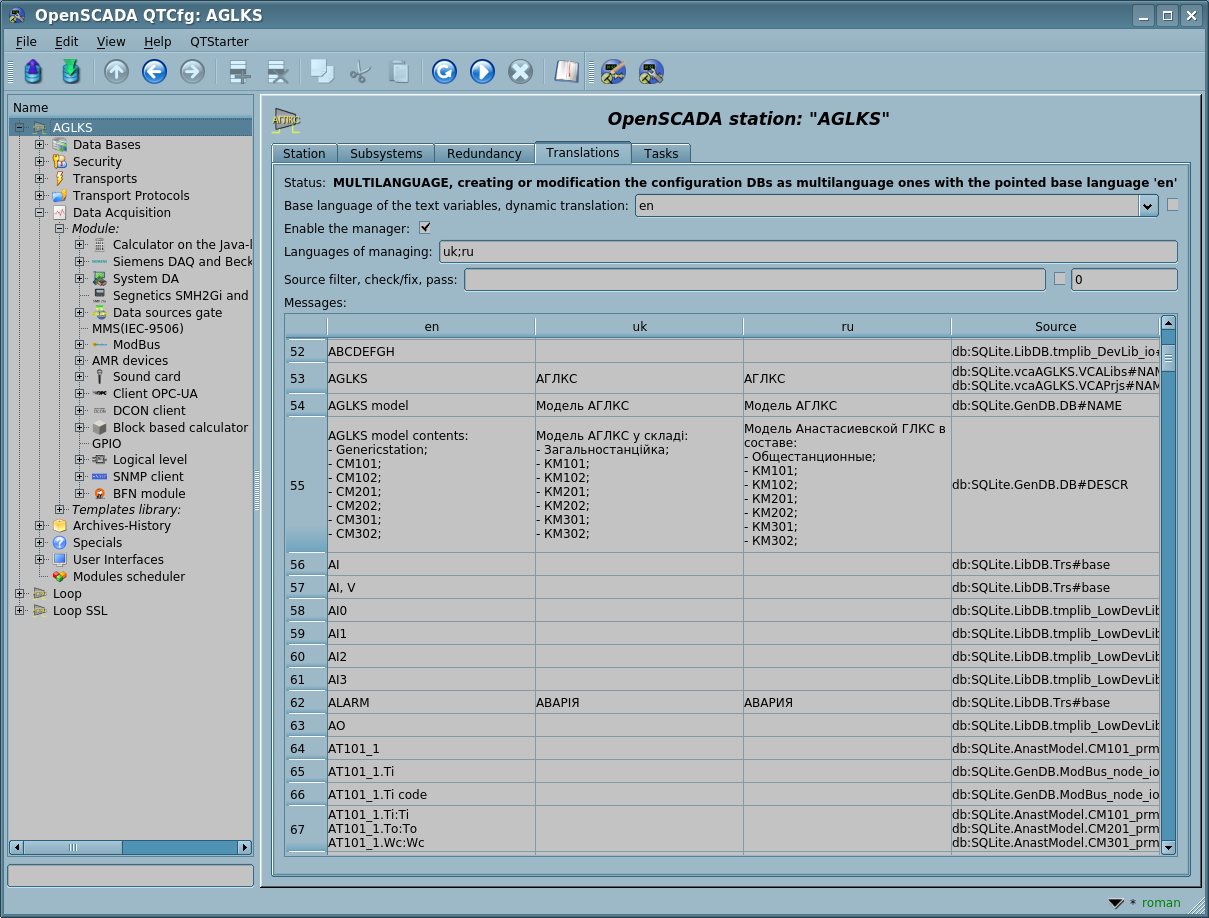 OpenSCADA QTCfg: AGLKS
File Edit View Help QTStarter
Name
AGLKS
Data Bases
Security
Transports
Transport Protocols
Data Acquisition
Module:
Calculator on the Java-l
Siemens DAQ and Beck
System DA
Segnetics SMH2Gi and
Data sources gate
MMS(IEC-9506)
ModBus
AMR devices
Sound card
Client OPC-UA
DCON client
Block based calculator
GPIO
Logical level
SNMP client
BFN module
Templates library:
Archives-History
Specials
User Interfaces
Modules scheduler
Loop
Loop SSL
АГЛКС
OpenSCADA station: "AGLKS"
Station Subsystems Redundancy Translations Tasks
Status: MULTILANGUAGE, creating or modification the configuration DBs as multilanguage ones with the pointed base language 'en'
Base language of the text variables, dynamic translation: en
Enable the manager:
Languages of managing: uk;ru
Source filter, check/fix, pass: 0
Messages:
en uk ru Source
52 ABCDEFGH db:SQLite.LibDB.tmplib_DevLib_io#
53 AGLKS АГЛКС АГЛКС db:SQLite.vcaAGLKS.VCALibs#NAM
db:SQLite.vcaAGLKS.VCAPrjs#NAM
54 AGLKS model Модель АГЛКС Модель АГЛКС db:SQLite.GenDB.DB#NAME
55
AGLKS model contents:
- Genericstation;
- CM101;
- CM102;
- CM201;
- CM202;
- CM301;
- CM302;
Модель АГЛКС у складі:
- Загальностанційка;
- КМ101;
- КМ102;
- КМ201;
- КМ202;
- КМ301;
- КМ302;
Модель Анастасиевской ГЛКС в
составе:
- Общестанционные;
- КМ101;
- КМ102;
- КМ201;
- КМ202;
- КМ301;
- КМ302;
db:SQLite.GenDB.DB#DESCR
56 AI db:SQLite.LibDB.Trs#base
57 AI, V db:SQLite.LibDB.Trs#base
58 AI0 db:SQLite.LibDB.tmplib_LowDevLib
59 AI1 db:SQLite.LibDB.tmplib_LowDevLib
60 AI2 db:SQLite.LibDB.tmplib_LowDevLib
61 AI3 db:SQLite.LibDB.tmplib_LowDevLib
62 ALARM АВАРІЯ АВАРИЯ db:SQLite.LibDB.Trs#base
63 AO db:SQLite.LibDB.tmplib_LowDevLib
64 AT101_1 db:SQLite.AnastModel.CM101_prm
65 AT101_1.Ti db:SQLite.GenDB.ModBus_node_io
66 AT101_1.Ti code db:SQLite.GenDB.ModBus_node_io
67
AT101_1.Ti:Ti db:SQLite.AnastModel.CM101_prm
AT101_1.To:To db:SQLite.AnastModel.CM201_prm
AT101_1.Wc:Wc db:SQLite.AnastModel.CM301_prm
* roman